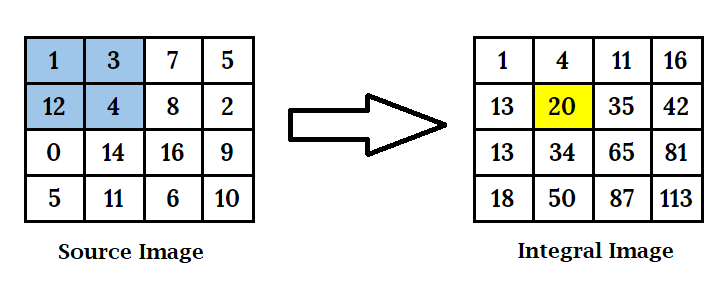 1 3 7 5
12 4 8 2
0 14 16 9
5 11 6 10
Source Image
1 4 11 16
13 20 35 42
13 34 65 81
18 50 87 113
Integral Image